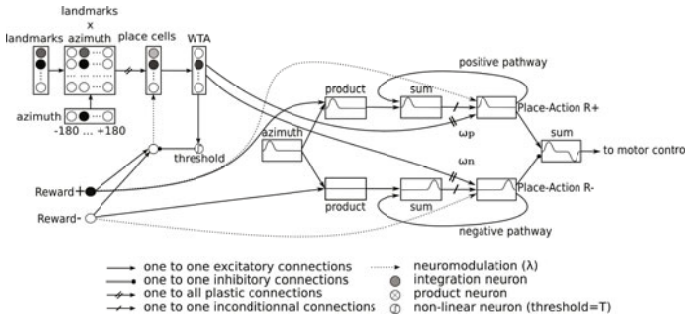 landmarks
x
landmarks azimuth place cells WTA
azimuth
-180 ... +180
threshold
Reward+
Reward-
azimuth
product
sum
positive pathway
Place-Action R+
ωp
ωn
sum
to motor control
product
sum
Place-Action R-
negative pathway
one to one excitatory connections
one to one inhibitory connections
one to all plastic connections
one to one inconditionnal connections
neuromodulation (λ)
integration neuron
product neuron
non-linear neuron (threshold=T)